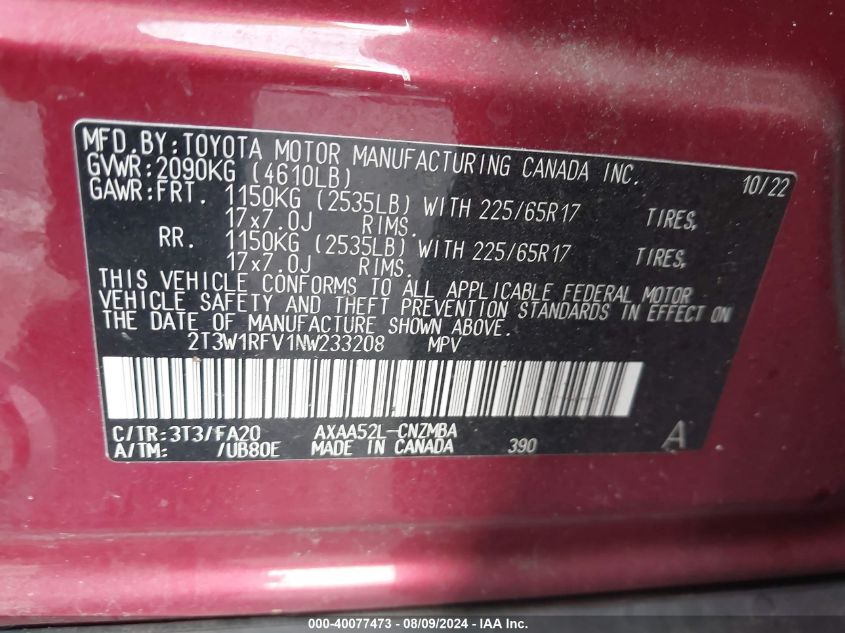 MFD.BY:TOYOTA MOTOR MANUFACTURING CANADA INC. 10/22
GVWR:2090KG (4610LB)
GAWR:FRT. 1150KG (2535LB) WITH 225/65R17 TIRES,
17x7.0J RIMS.
RR. 1150KG (2535LB) WITH 225/65R17 TIRES,
17x7.0J RIMS.
THIS VEHICLE CONFORMS TO ALL APPLICABLE FEDERAL MOTOR
VEHICLE SAFETY AND THEFT PREVENTION STANDARDS IN EFFECT ON
THE DATE OF MANUFACTURE SHOWN ABOVE.
2T3W1RFV1NW233208 MPV
C/TR:3T3/FA20 AXAA52L-CNZMBA A
A/TM: /UB80E MADE IN CANADA 390
000-40077473 - 08/09/2024 - Copyright © 2024 - IAA, Inc.